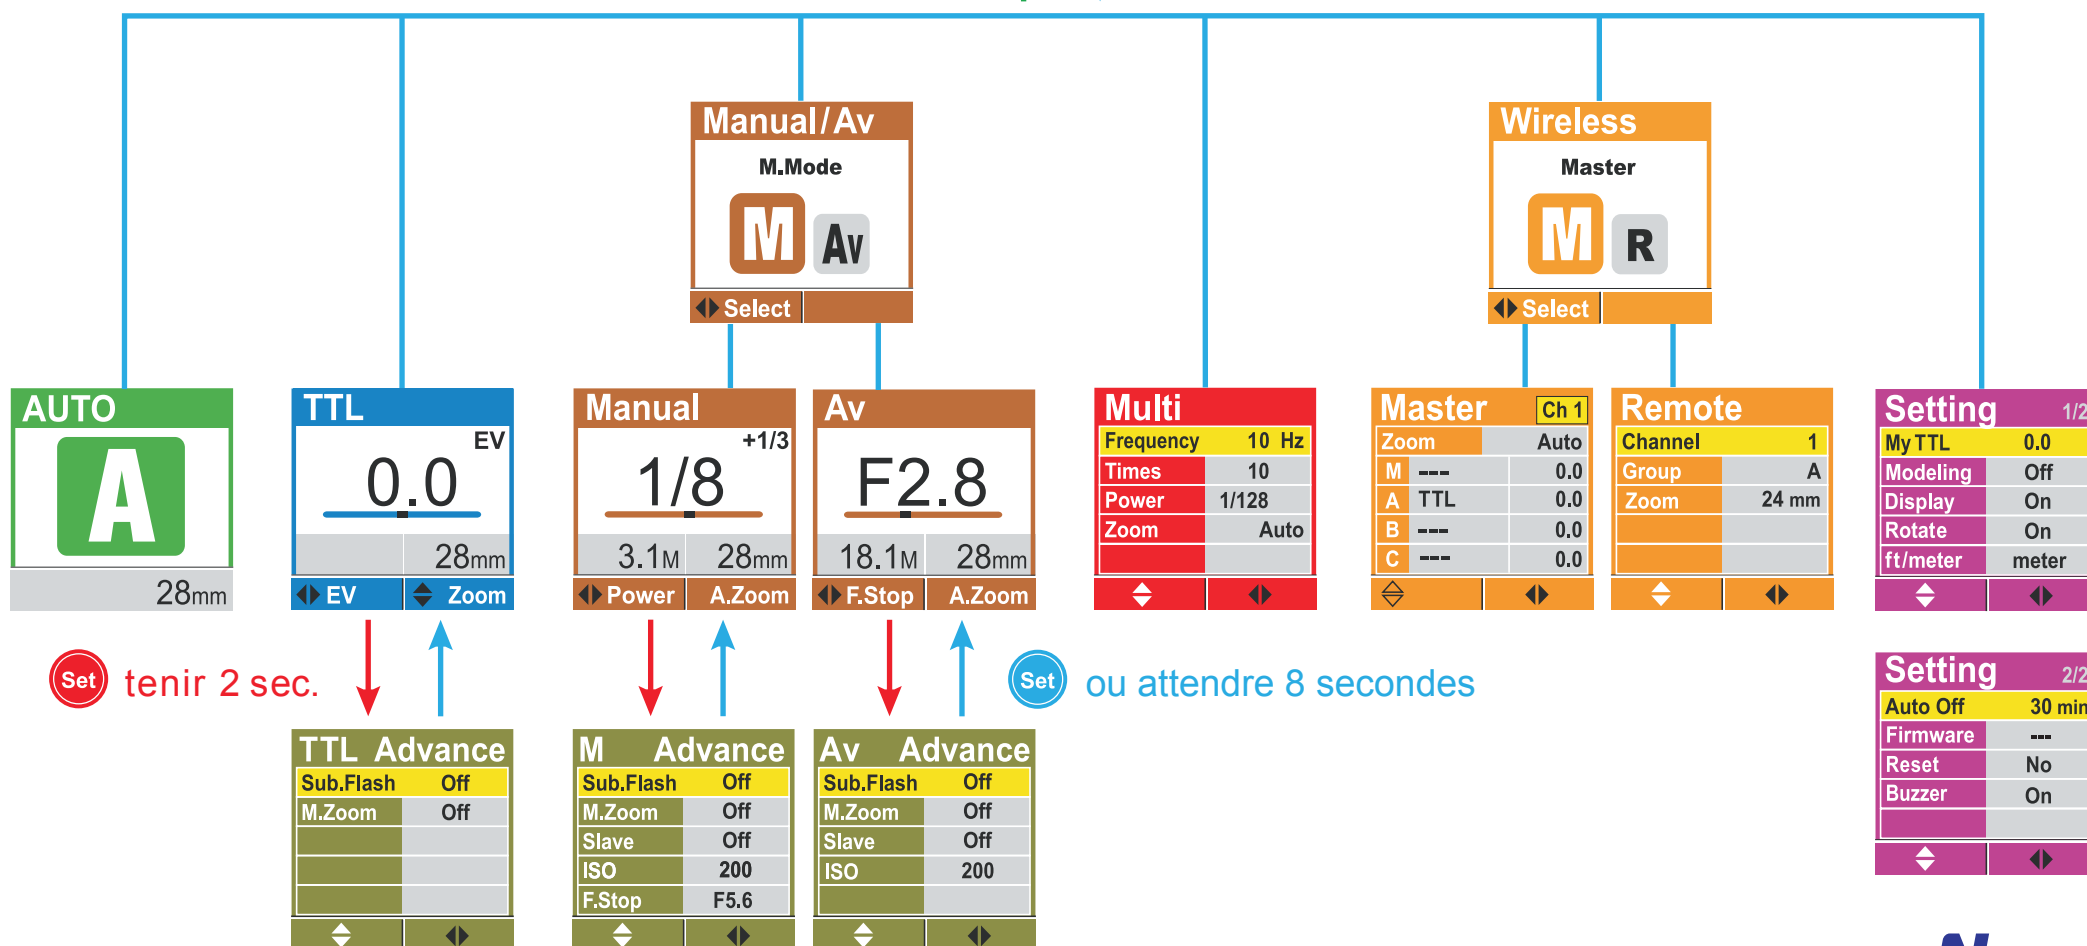 Manual/Av
M.Mode
M Av
Select
Wireless
Master
M R
Select
AUTO
A
28mm
TTL
EV
0.0
28mm
EV Zoom
Manual
+1/3
1/8
3.1M 28mm
Power A.Zoom
Av
F2.8
18.1M 28mm
F.Stop A.Zoom
Multi
Frequency 10 Hz
Times 10
Power 1/128
Zoom Auto
Master Ch 1
Zoom Auto
M --- 0.0
A TTL 0.0
B --- 0.0
C --- 0.0
Remote
Channel 1
Group A
Zoom 24 mm
Setting 1/2
My TTL 0.0
Modeling Off
Display On
Rotate On
ft/meter meter
Set tenir 2 sec.
Set ou attendre 8 secondes
Setting 2/2
Auto Off 30 min
Firmware ---
Reset No
Buzzer On
TTL Advance
Sub.Flash Off
M.Zoom Off
M Advance
Sub.Flash Off
M.Zoom Off
Slave Off
ISO 200
F.Stop F5.6
Av Advance
Sub.Flash Off
M.Zoom Off
Slave Off
ISO 200